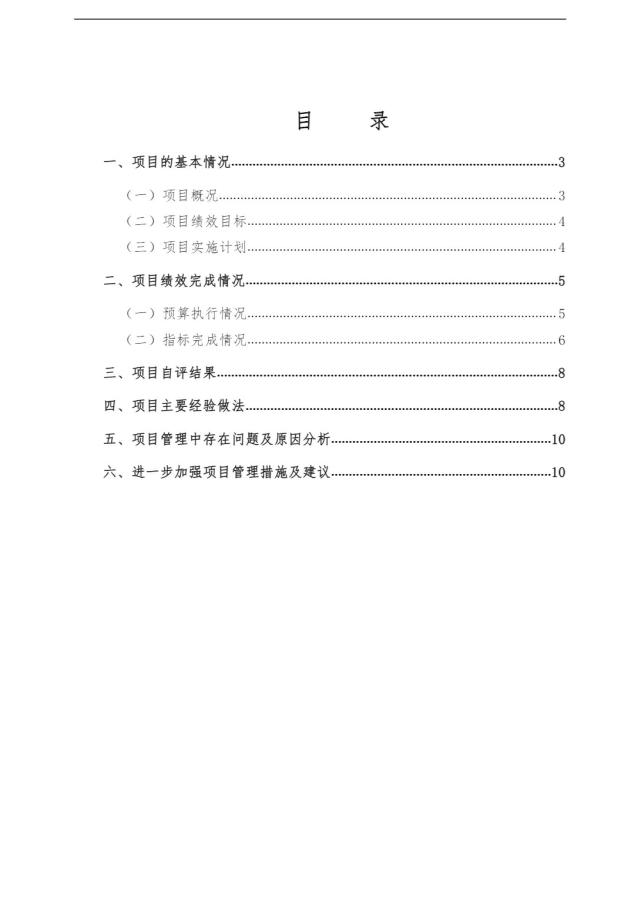 目 录
一、项目的基本情况...3
（一）项目概况...3
（二）项目绩效目标...4
（三）项目实施计划...4
二、项目绩效完成情况...5
（一）预算执行情况...5
（二）指标完成情况...6
三、项目自评结果...8
四、项目主要经验做法...8
五、项目管理中存在问题及原因分析...10
六、进一步加强项目管理措施及建议...10